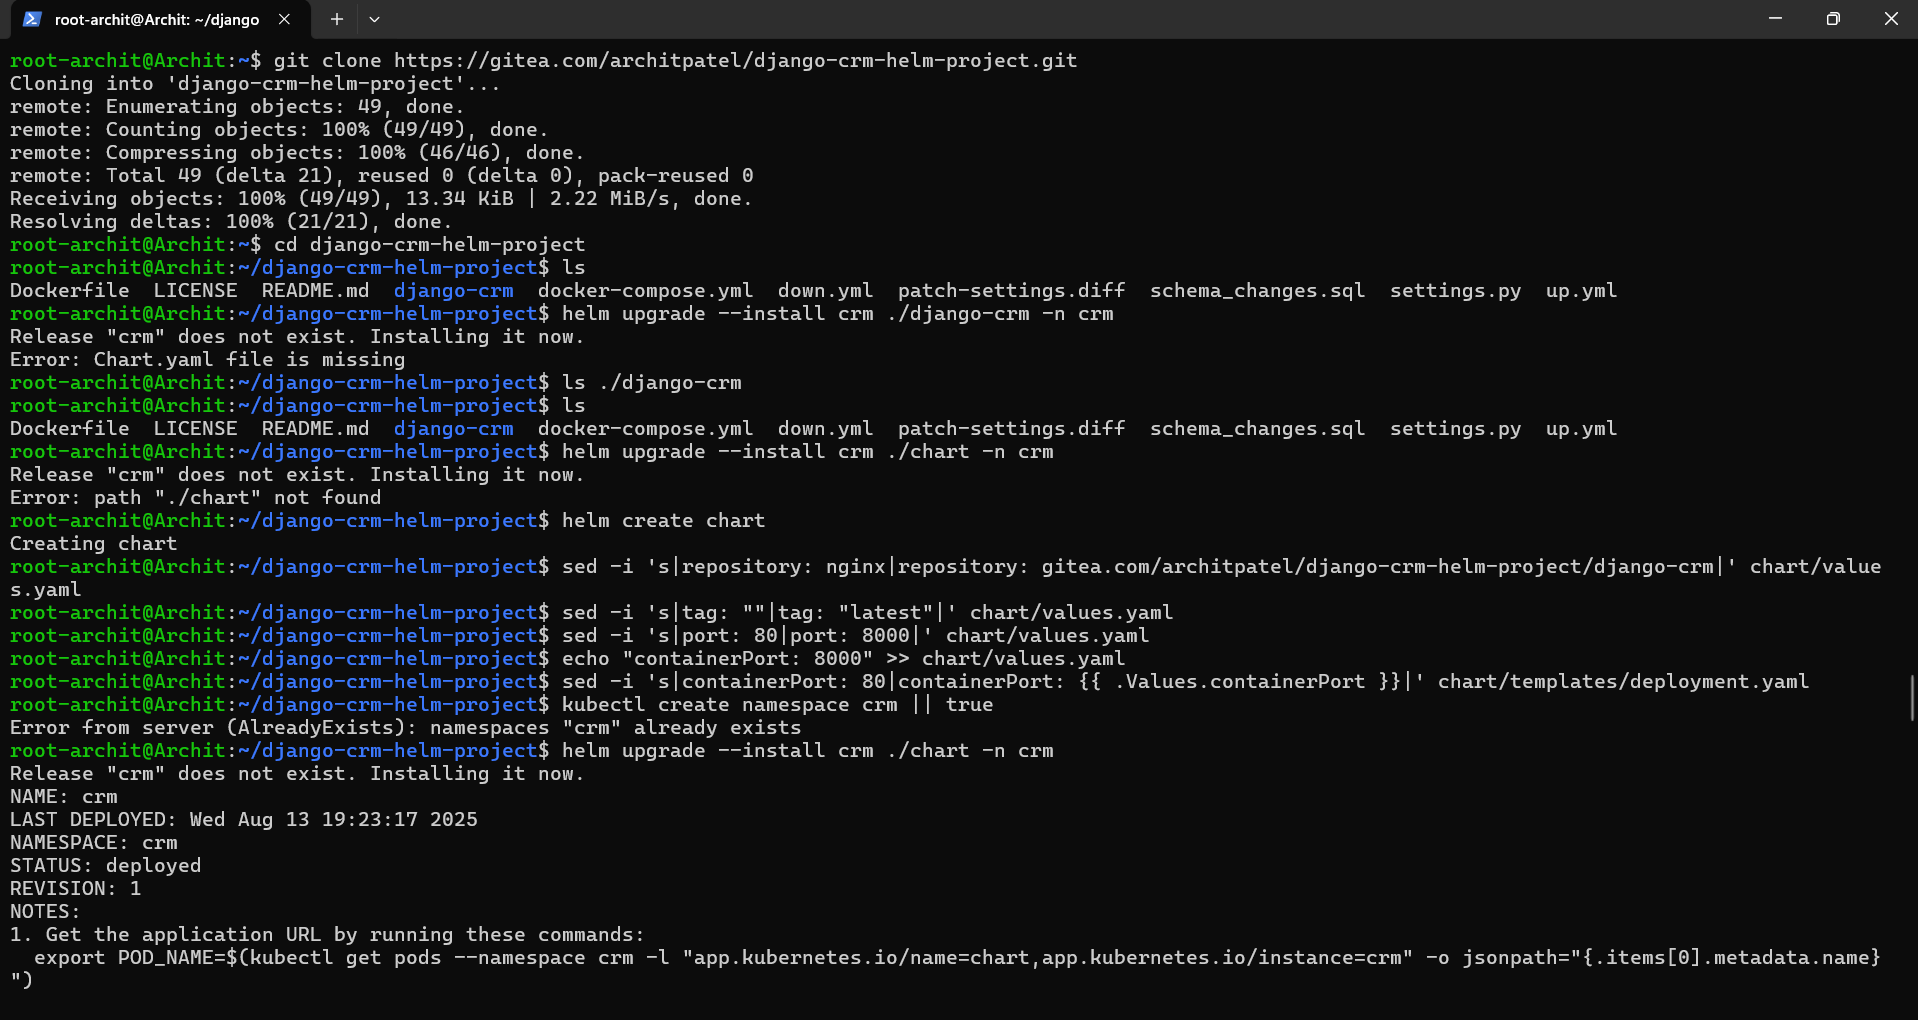 root-archit@Archit: ~/django
root-archit@Archit:~$ git clone https://gitea.com/architpatel/django-crm-helm-project.git
Cloning into 'django-crm-helm-project'...
remote: Enumerating objects: 49, done.
remote: Counting objects: 100% (49/49), done.
remote: Compressing objects: 100% (46/46), done.
remote: Total 49 (delta 21), reused 0 (delta 0), pack-reused 0
Receiving objects: 100% (49/49), 13.34 KiB | 2.22 MiB/s, done.
Resolving deltas: 100% (21/21), done.
root-archit@Archit:~$ cd django-crm-helm-project
root-archit@Archit:~/django-crm-helm-project$ ls
Dockerfile  LICENSE  README.md  django-crm  docker-compose.yml  down.yml  patch-settings.diff  schema_changes.sql  settings.py  up.yml
root-archit@Archit:~/django-crm-helm-project$ helm upgrade --install crm ./django-crm -n crm
Release "crm" does not exist. Installing it now.
Error: Chart.yaml file is missing
root-archit@Archit:~/django-crm-helm-project$ ls ./django-crm
root-archit@Archit:~/django-crm-helm-project$ ls
Dockerfile  LICENSE  README.md  django-crm  docker-compose.yml  down.yml  patch-settings.diff  schema_changes.sql  settings.py  up.yml
root-archit@Archit:~/django-crm-helm-project$ helm upgrade --install crm ./chart -n crm
Release "crm" does not exist. Installing it now.
Error: path "./chart" not found
root-archit@Archit:~/django-crm-helm-project$ helm create chart
Creating chart
root-archit@Archit:~/django-crm-helm-project$ sed -i 's|repository: nginx|repository: gitea.com/architpatel/django-crm-helm-project/django-crm|' chart/value
s.yaml
root-archit@Archit:~/django-crm-helm-project$ sed -i 's|tag: ""|tag: "latest"|' chart/values.yaml
root-archit@Archit:~/django-crm-helm-project$ sed -i 's|port: 80|port: 8000|' chart/values.yaml
root-archit@Archit:~/django-crm-helm-project$ echo "containerPort: 8000" >> chart/values.yaml
root-archit@Archit:~/django-crm-helm-project$ sed -i 's|containerPort: 80|containerPort: {{ .Values.containerPort }}|' chart/templates/deployment.yaml
root-archit@Archit:~/django-crm-helm-project$ kubectl create namespace crm || true
Error from server (AlreadyExists): namespaces "crm" already exists
root-archit@Archit:~/django-crm-helm-project$ helm upgrade --install crm ./chart -n crm
Release "crm" does not exist. Installing it now.
NAME: crm
LAST DEPLOYED: Wed Aug 13 19:23:17 2025
NAMESPACE: crm
STATUS: deployed
REVISION: 1
NOTES:
1. Get the application URL by running these commands:
  export POD_NAME=$(kubectl get pods --namespace crm -l "app.kubernetes.io/name=chart,app.kubernetes.io/instance=crm" -o jsonpath="{.items[0].metadata.name}
")